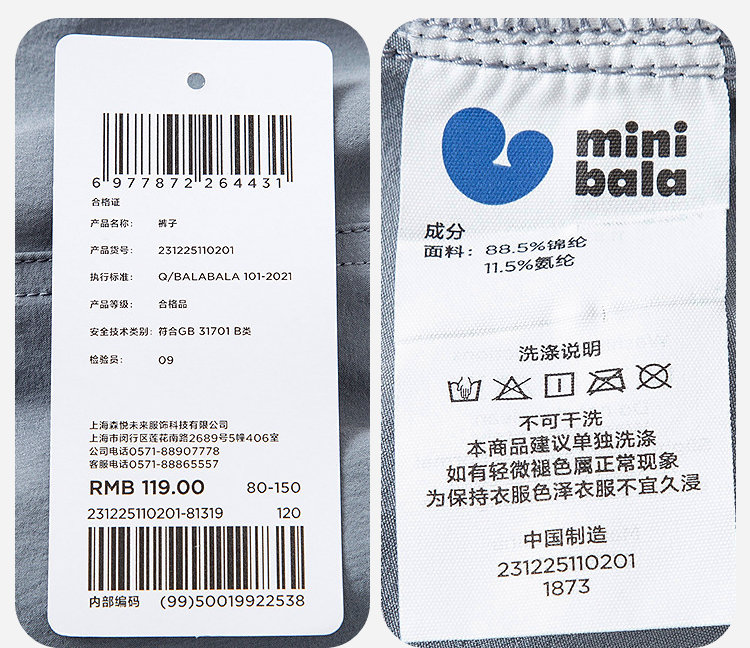 6 977872 264431
合格证
产品名称： 裤子
产品货号： 231225110201
执行标准： Q/BALABALA 101-2021
产品等级： 合格品
安全技术类别： 符合GB 31701 B类
检验员： 09
上海森悦未来服饰科技有限公司
上海市闵行区莲花南路2689号5幢406室
公司电话0571-88907778
客服电话0571-88865557
RMB 119.00 80-150
231225110201-81319 120
内部编码 (99)50019922538
mini
bala
成分
面料： 88.5%锦纶
11.5%氨纶
洗涤说明
不可干洗
本商品建议单独洗涤
如有轻微褪色属正常现象
为保持衣服色泽衣服不宜久浸
中国制造
231225110201
1873